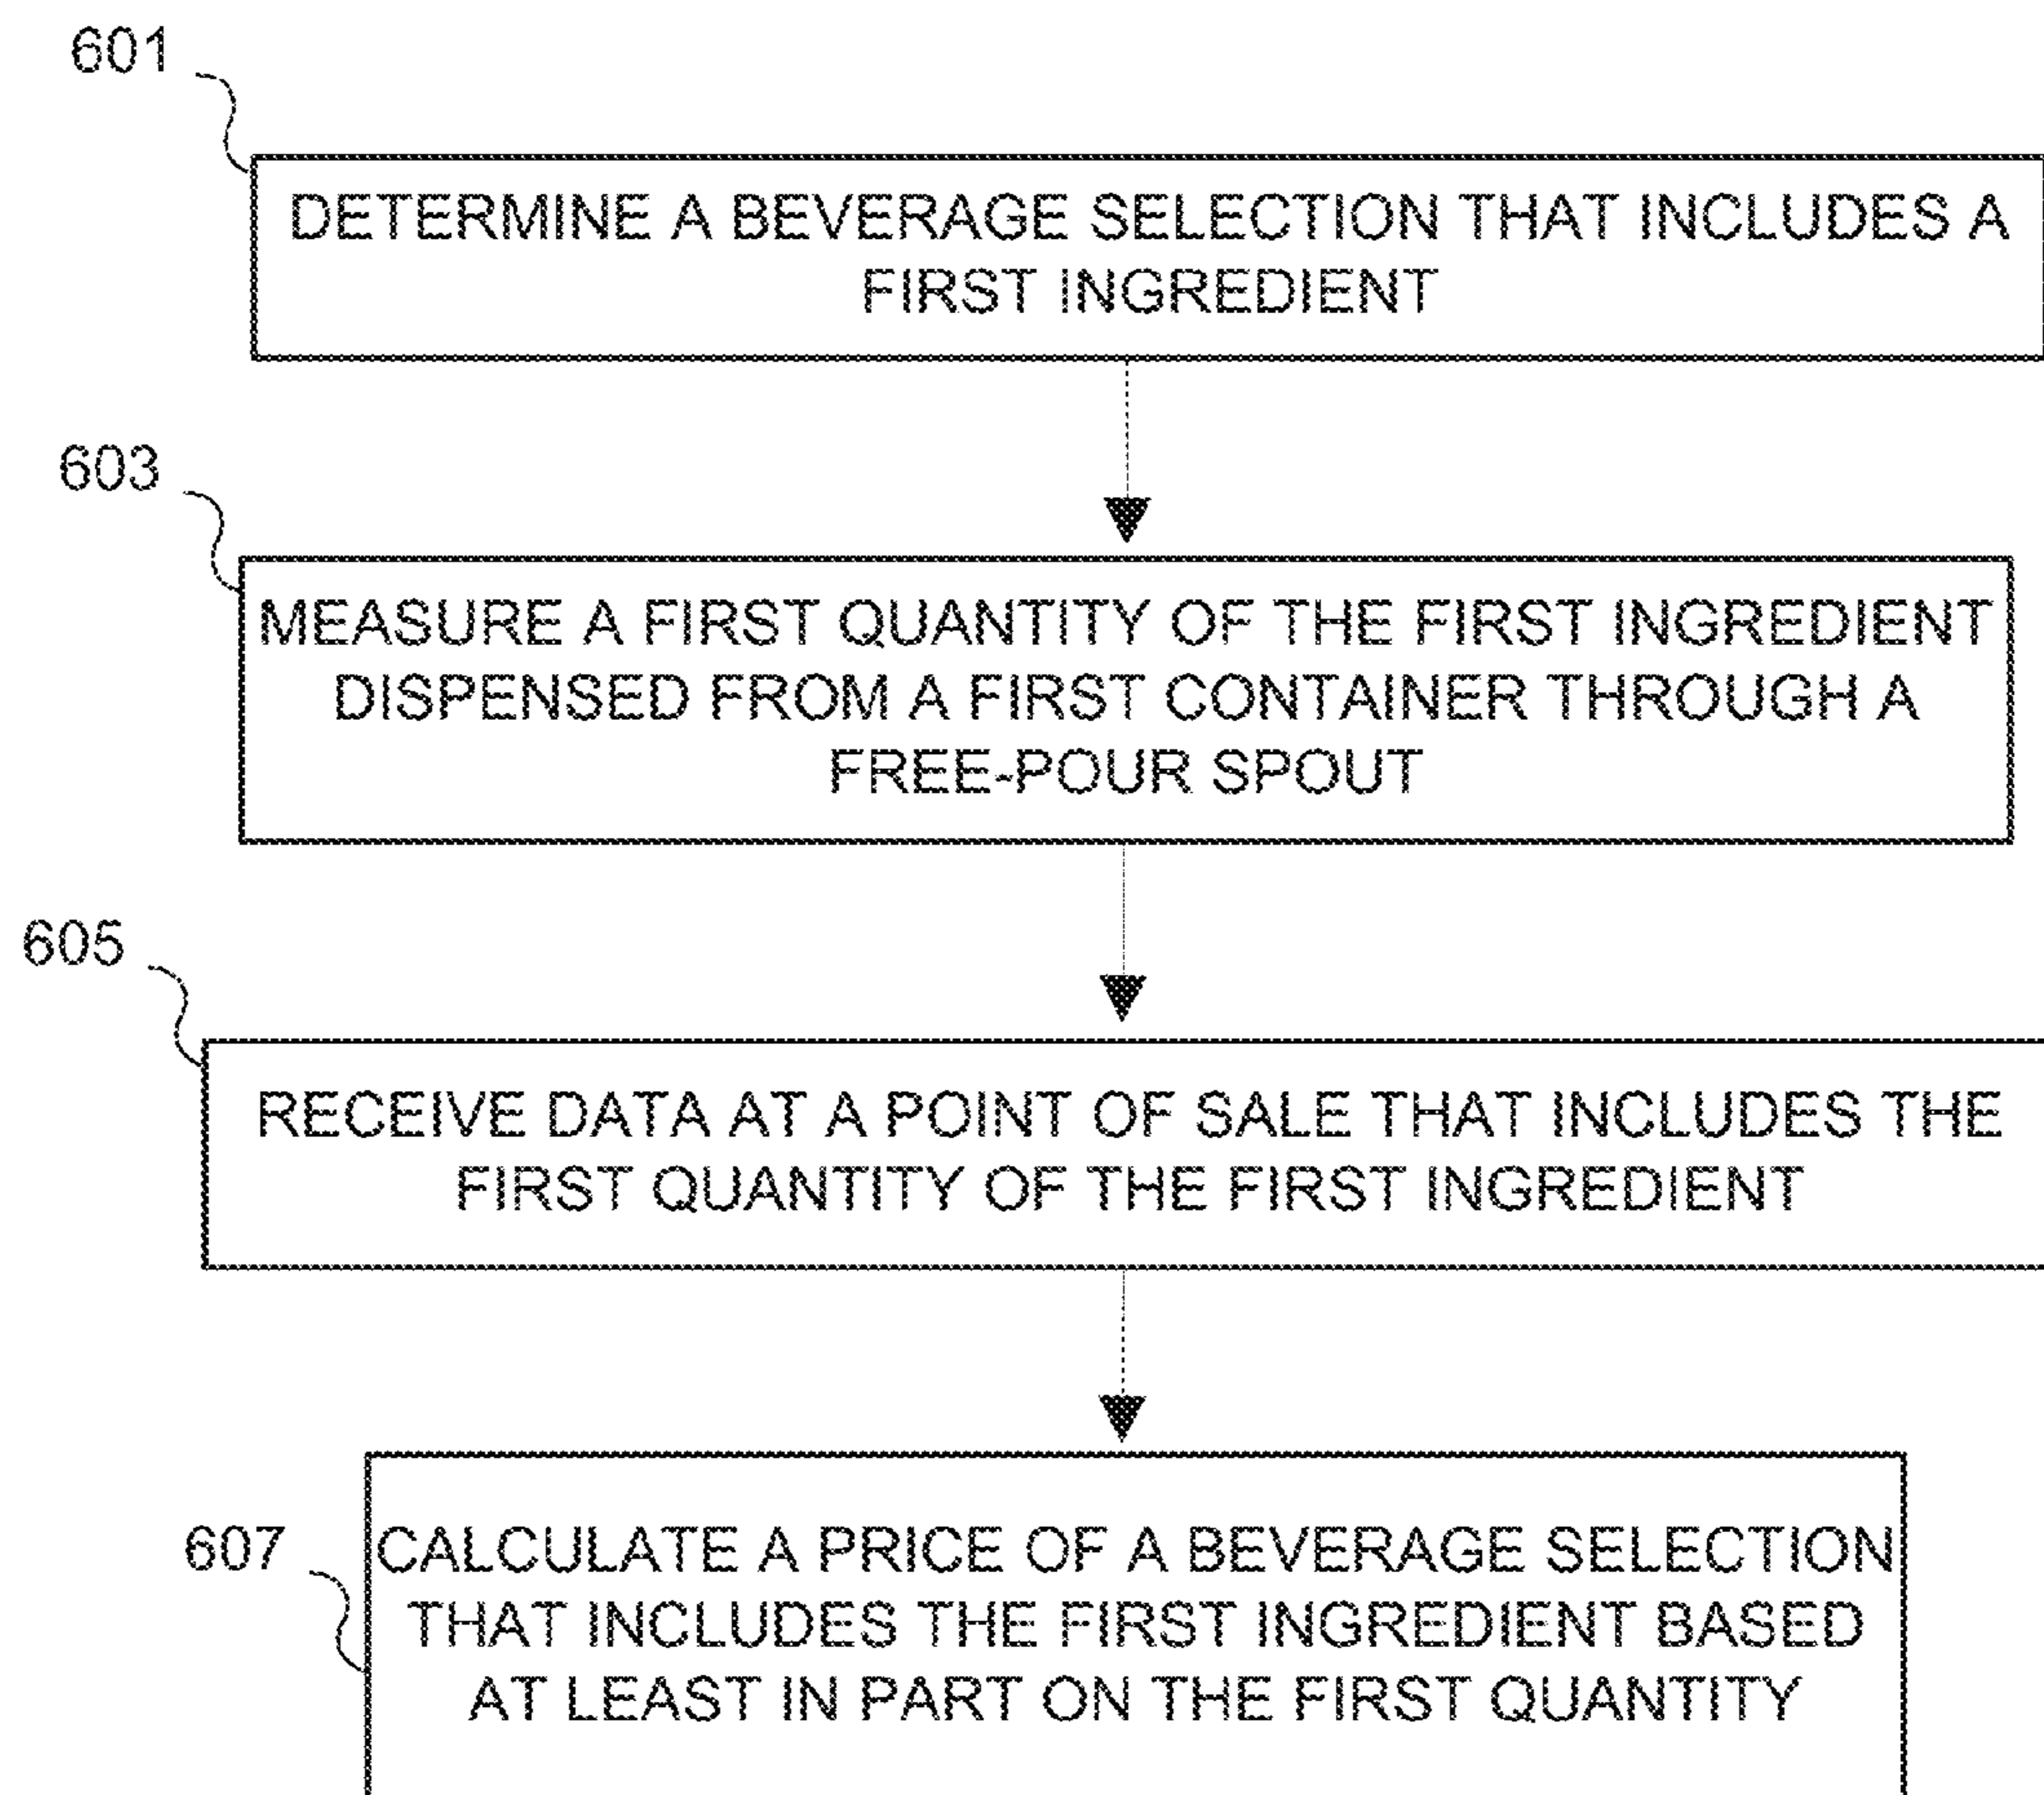 601
DETERMINE A BEVERAGE SELECTION THAT INCLUDES A
FIRST INGREDIENT
603
MEASURE A FIRST QUANTITY OF THE FIRST INGREDIENT
DISPENSED FROM A FIRST CONTAINER THROUGH A
FREE-POUR SPOUT
605
RECEIVE DATA AT A POINT OF SALE THAT INCLUDES THE
FIRST QUANTITY OF THE FIRST INGREDIENT
607
CALCULATE A PRICE OF A BEVERAGE SELECTION
THAT INCLUDES THE FIRST INGREDIENT BASED
AT LEAST IN PART ON THE FIRST QUANTITY